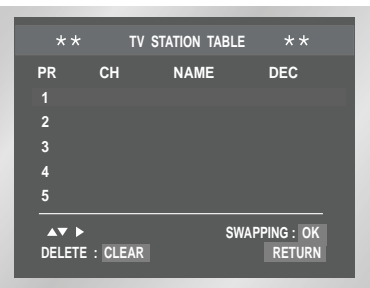 ** TV STATION TABLE **
PR CH NAME DEC
1
2
3
4
5
▲▼ ▶ SWAPPING : OK
DELETE : CLEAR RETURN